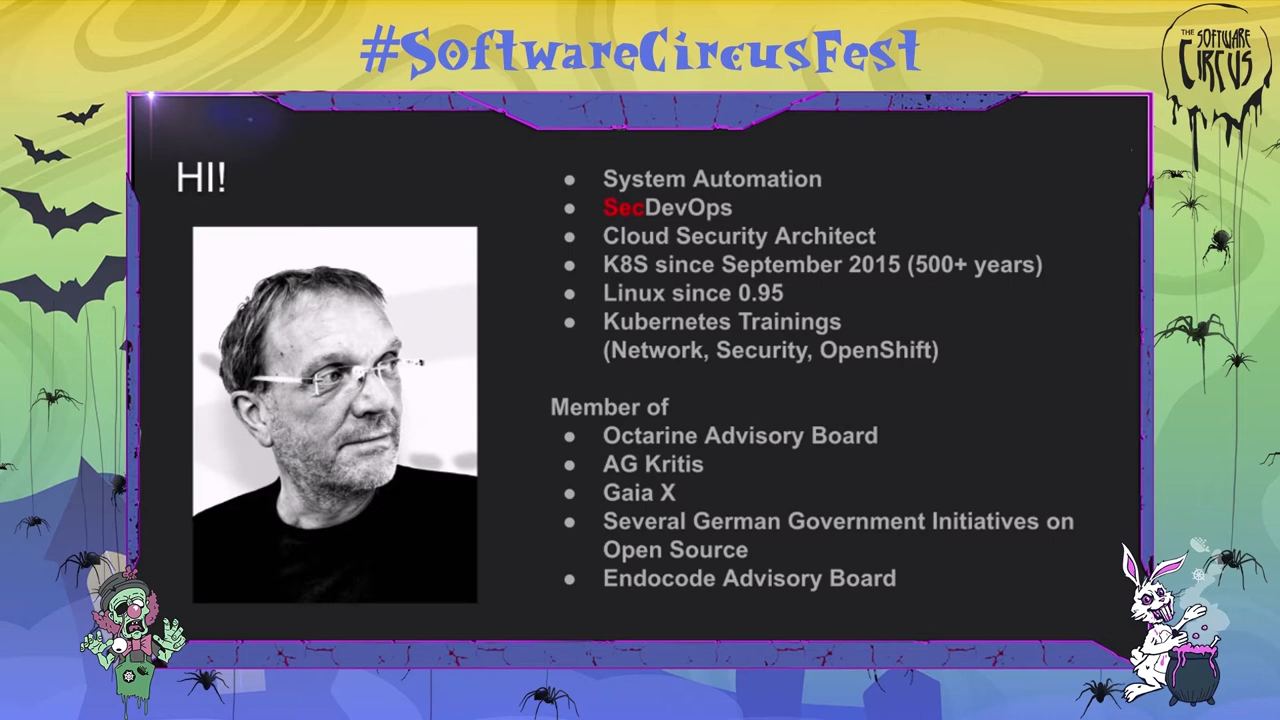 #SoftwareCircusFest
THE SOFTWARE
CIRCUS
HI!
● System Automation
● SecDevOps
● Cloud Security Architect
● K8S since September 2015 (500+ years)
● Linux since 0.95
● Kubernetes Trainings
(Network, Security, OpenShift)
Member of
● Octarine Advisory Board
● AG Kritis
● Gaia X
● Several German Government Initiatives on
Open Source
● Endocode Advisory Board